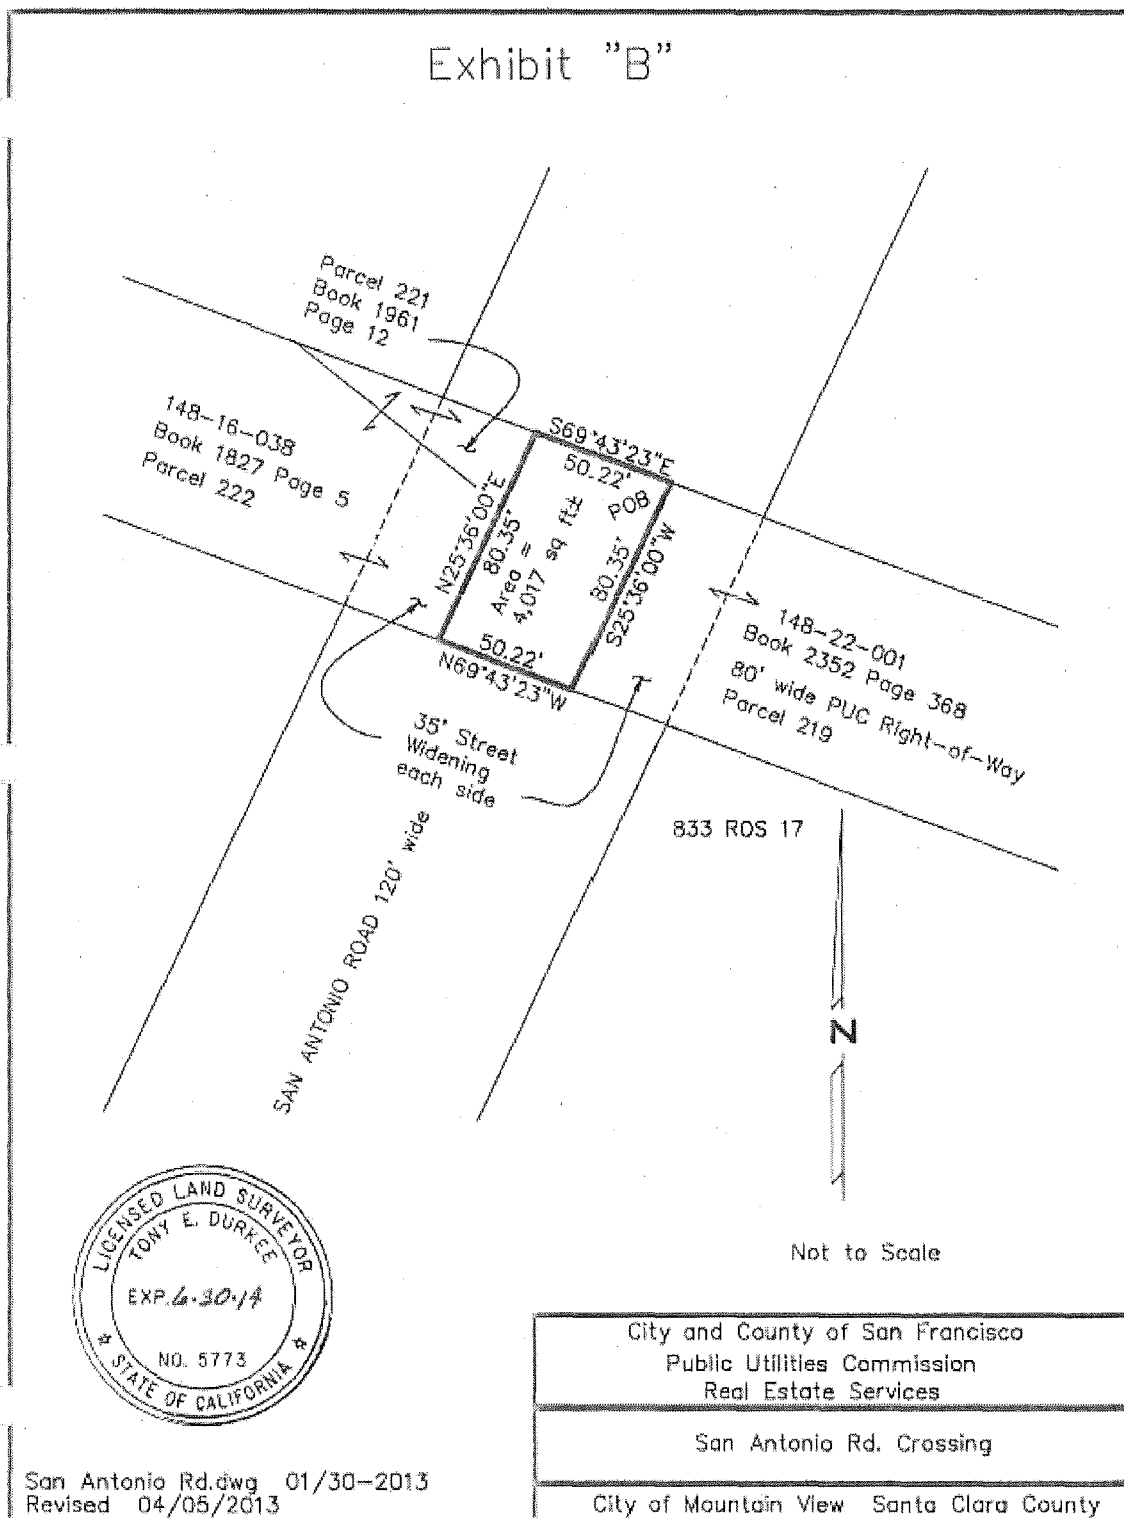 Exhibit "B"
Parcel 221
Book 1961
Page 12
148-16-038
Book 1827 Page 5
Parcel 222
S69°43'23"E
50.22'
POB
N25°36'00"E
80.35'
Area =
4,017 sq ft±
80.35'
S25°36'00"W
50.22'
N69°43'23"W
148-22-001
Book 2352 Page 368
80' wide PUC Right-of-Way
Parcel 219
35' Street
Widening
each side
833 ROS 17
SAN ANTONIO ROAD 120' wide
N
Not to Scale
LICENSED LAND SURVEYOR
TONY E. DURKEE
EXP. 6-30-14
NO. 5773
STATE OF CALIFORNIA
City and County of San Francisco
Public Utilities Commission
Real Estate Services
San Antonio Rd. Crossing
City of Mountain View Santa Clara County
San Antonio Rd.dwg 01/30-2013
Revised 04/05/2013